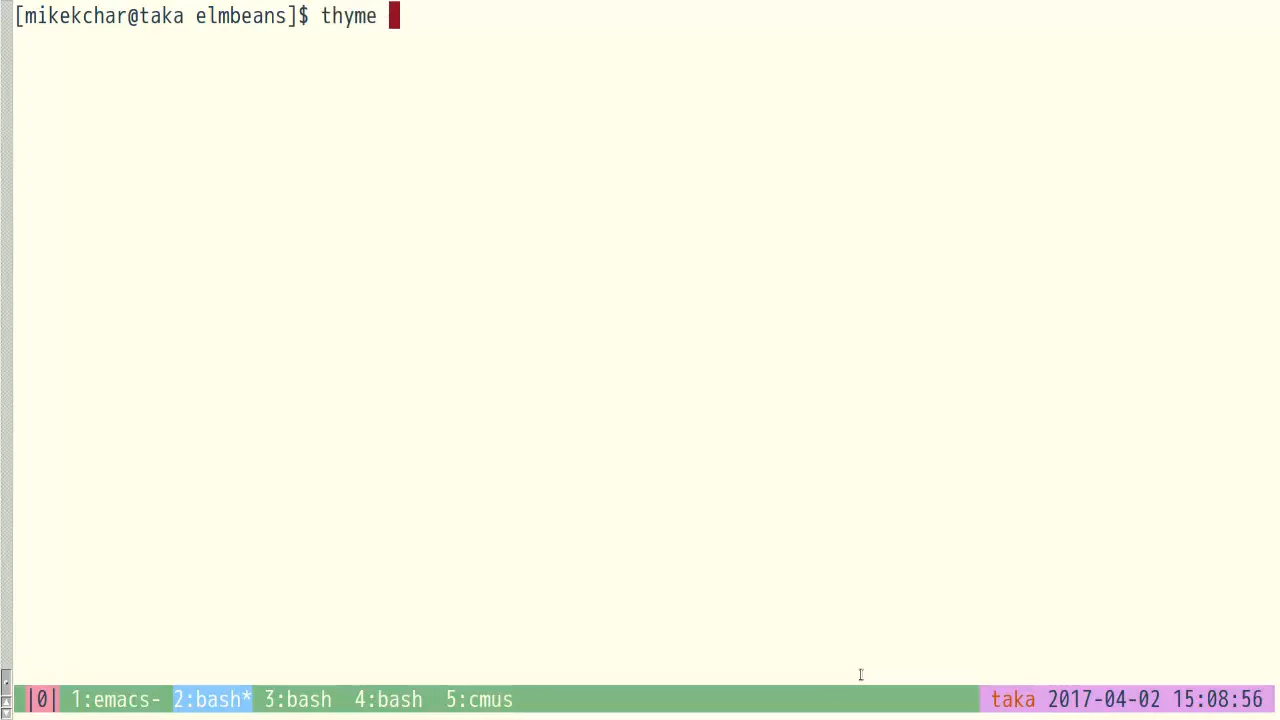 [mikekchar@taka elmbeans]$ thyme
|0| 1:emacs- 2:bash* 3:bash 4:bash 5:cmus taka 2017-04-02 15:08:56